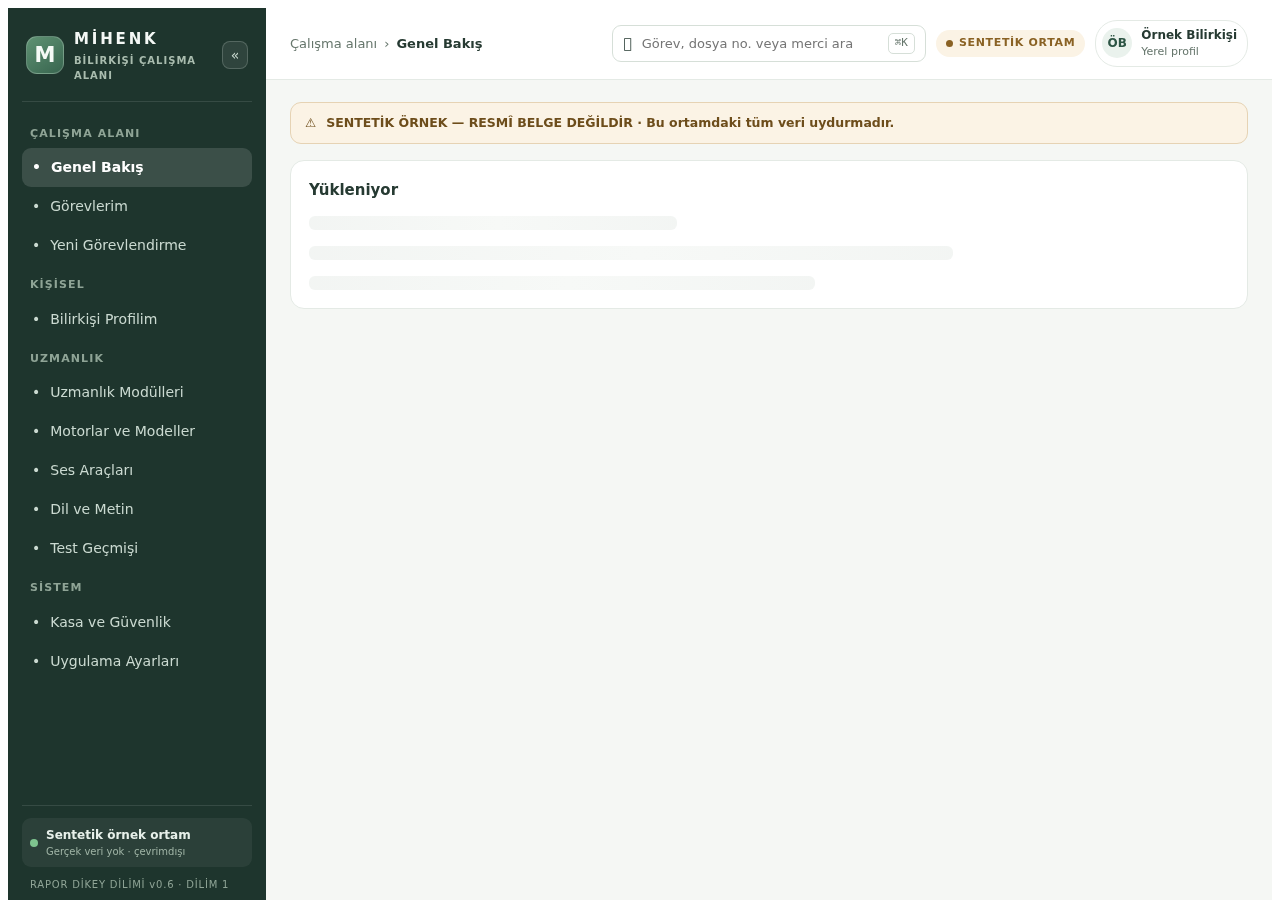 M
MİHENK
BİLİRKİŞİ ÇALIŞMA
ALANI
«
ÇALIŞMA ALANI
• Genel Bakış
• Görevlerim
• Yeni Görevlendirme
KİŞİSEL
• Bilirkişi Profilim
UZMANLIK
• Uzmanlık Modülleri
• Motorlar ve Modeller
• Ses Araçları
• Dil ve Metin
• Test Geçmişi
SİSTEM
• Kasa ve Güvenlik
• Uygulama Ayarları
Sentetik örnek ortam
Gerçek veri yok · çevrimdışı
RAPOR DİKEY DİLİMİ v0.6 · DİLİM 1
Çalışma alanı › Genel Bakış
Görev, dosya no. veya merci ara ⌘K
SENTETİK ORTAM
ÖB
Örnek Bilirkişi
Yerel profil
⚠ SENTETİK ÖRNEK — RESMÎ BELGE DEĞİLDİR · Bu ortamdaki tüm veri uydurmadır.
Yükleniyor